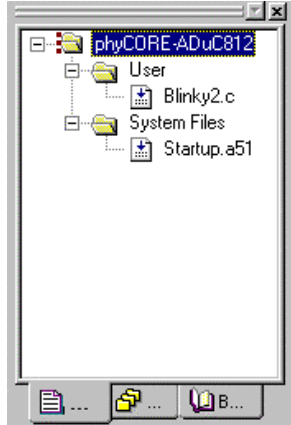 phyCORE-ADuC812
User
Blinky2.c
System Files
Startup.a51
... ... B...